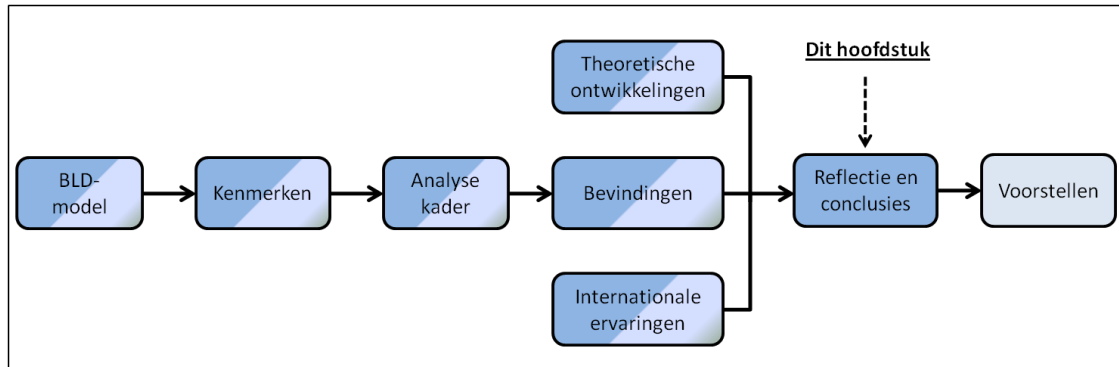 Dit hoofdstuk
Theoretische
ontwikkelingen
BLD-
model
Kenmerken
Analyse
kader
Bevindingen
Reflectie en
conclusies
Voorstellen
Internationale
ervaringen